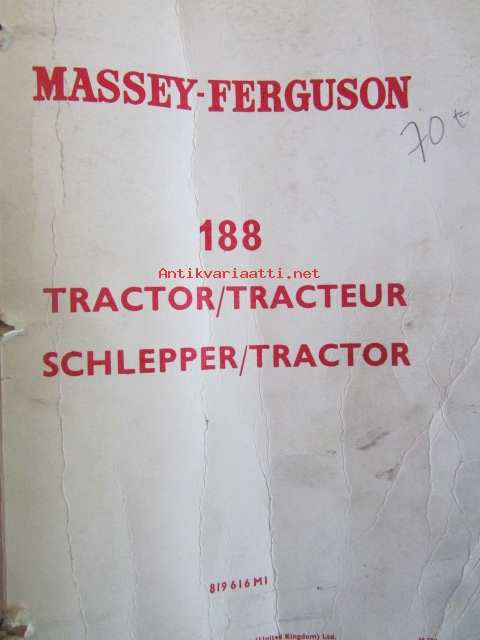 MASSEY-FERGUSON
70
188
Antikvariaatti.net
TRACTOR/TRACTEUR
SCHLEPPER/TRACTOR
819 616 M1
(United Kingdom) Ltd.